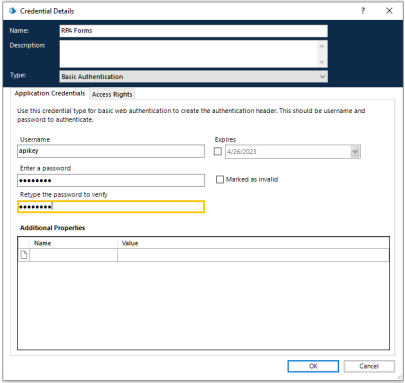 Credential Details
?
Name:
RPA Forms
Description:
Type:
Basic Authentication
Application Credentials Access Rights
Use this credential type for basic web authentication to create the authentication header. This should be username and
password to authenticate.
Username Expires
apikey 4/26/2023
Enter a password
●●●●●●●● Marked as invalid
Retype the password to verify
●●●●●●●●
Additional Properties
Name Value
OK Cancel